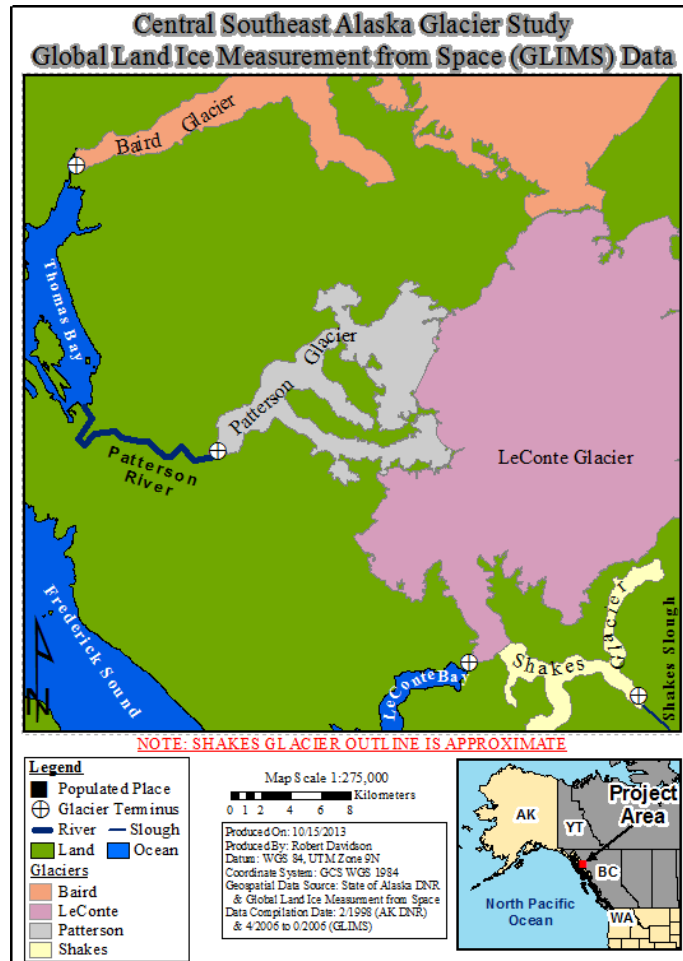 Central Southeast Alaska Glacier Study
Global Land Ice Measurement from Space (GLIMS) Data
Baird Glacier
Thomas Bay
Patterson Glacier
Patterson
River
LeConte Glacier
Frederick Sound
LeConte Bay
Shakes Glacier
Shakes Slough
N
NOTE: SHAKES GLACIER OUTLINE IS APPROXIMATE
Legend
Populated Place
Glacier Terminus
River Slough
Land Ocean
Glaciers
Baird
LeConte
Patterson
Shakes
Map Scale 1:275,000
Kilometers
0 1 2 4 6 8
Produced On: 10/15/2013
Produced By: Robert Davidson
Datum: WGS 84, UTM Zone 9N
Coordinate System: GCS WGS 1984
Geospatial Data Source: State of Alaska DNR
& Global Land Ice Measurment from Space
Data Compilation Date: 2/1998 (AK DNR)
& 4/2006 to 0/2006 (GLIMS)
AK
YT
Project
Area
BC
North Pacific
Ocean
WA